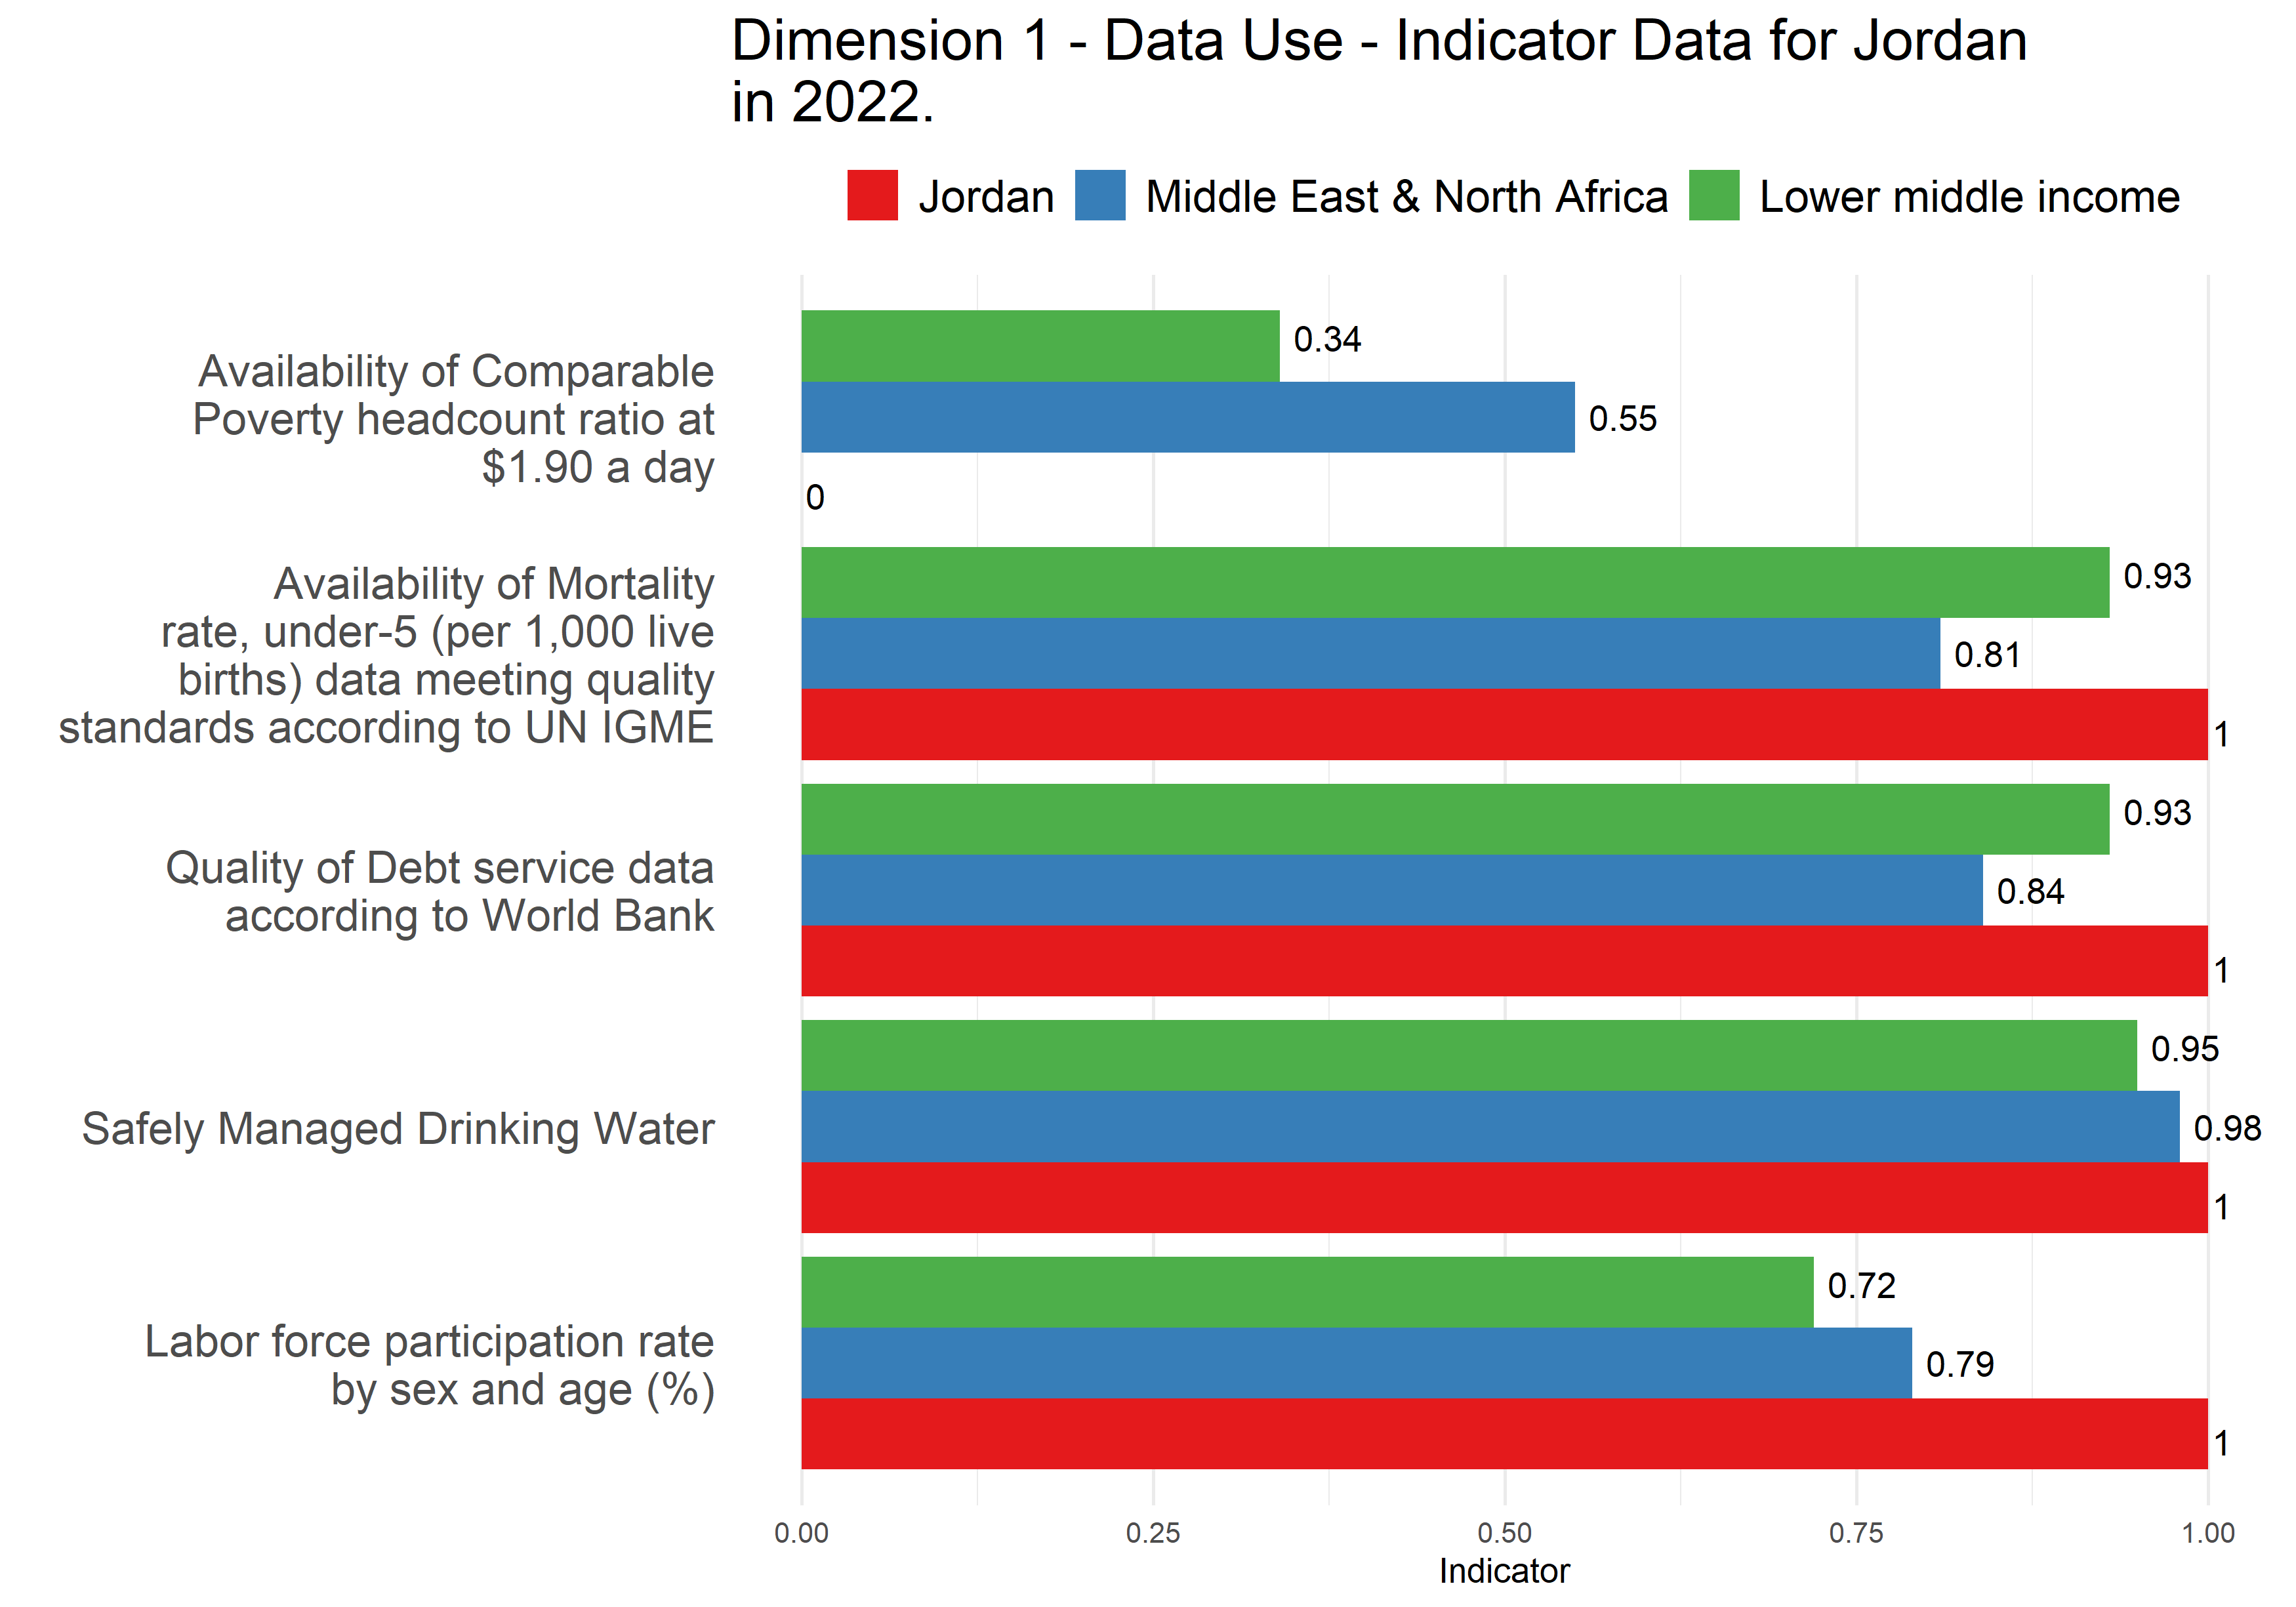 Dimension 1 - Data Use - Indicator Data for Jordan
in 2022.
Jordan
Middle East & North Africa
Lower middle income
Availability of Comparable
Poverty headcount ratio at
$1.90 a day
0.34
0.55
0
Availability of Mortality
rate, under-5 (per 1,000 live
births) data meeting quality
standards according to UN IGME
0.93
0.81
1
Quality of Debt service data
according to World Bank
0.93
0.84
1
Safely Managed Drinking Water
0.95
0.98
1
Labor force participation rate
by sex and age (%)
0.72
0.79
1
0.00
0.25
0.50
0.75
1.00
Indicator